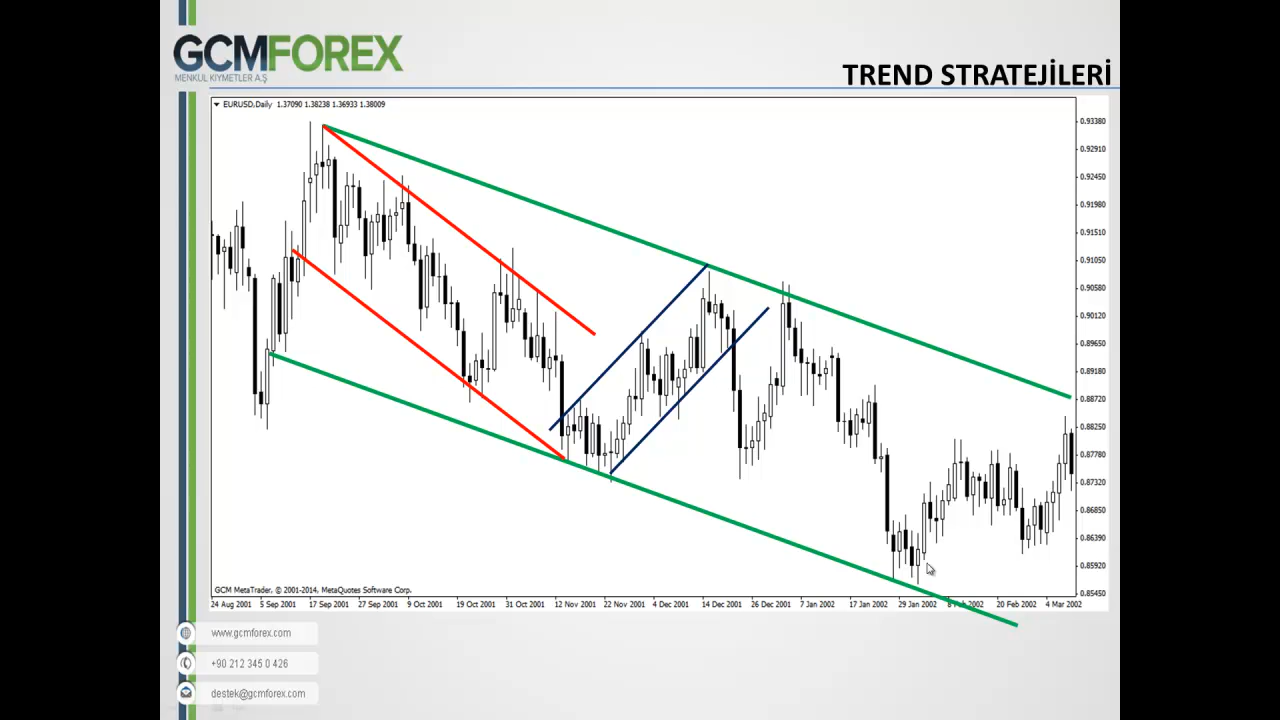 GCMFOREX
MENKUL KIYMETLER A.Ş
TREND STRATEJİLERİ
EURUSD,Daily 1.37090 1.38238 1.36933 1.38009
0.93380
0.92910
0.92450
0.91980
0.91510
0.91050
0.90580
0.90120
0.89650
0.89180
0.88720
0.88250
0.87780
0.87320
0.86850
0.86390
0.85920
0.85450
GCM MetaTrader, © 2001-2014, MetaQuotes Software Corp.
24 Aug 2001 5 Sep 2001 17 Sep 2001 27 Sep 2001 9 Oct 2001 19 Oct 2001 31 Oct 2001 12 Nov 2001 22 Nov 2001 4 Dec 2001 14 Dec 2001 26 Dec 2001 7 Jan 2002 17 Jan 2002 29 Jan 2002 8 Feb 2002 20 Feb 2002 4 Mar 2002
www.gcmforex.com
+90 212 345 0 426
destek@gcmforex.com